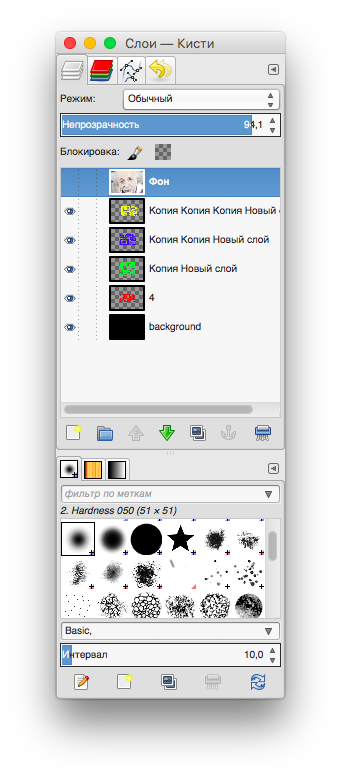 Слои — Кисти
Режим: Обычный
Непрозрачность 94,1
Блокировка:
Фон
Копия Копия Копия Новый
Копия Копия Новый слой
Копия Новый слой
4
background
фильтр по меткам
2. Hardness 050 (51 × 51)
Basic,
Интервал 10,0